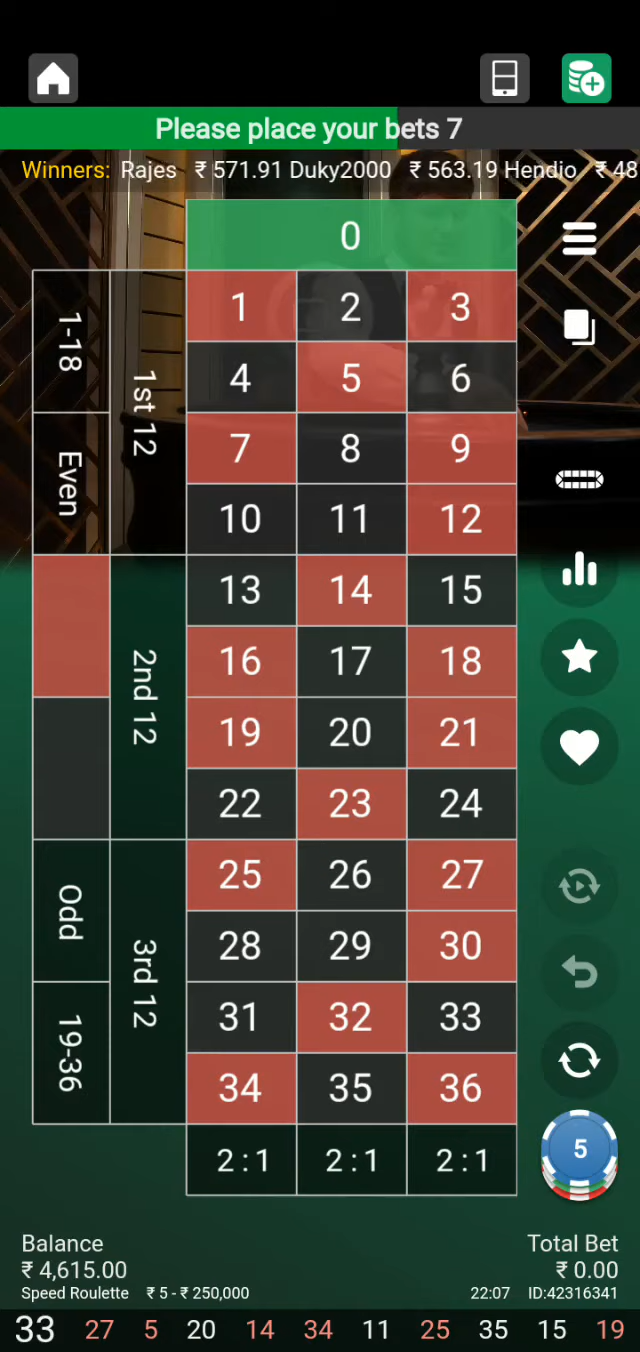 Please place your bets 7
Winners: Rajes ₹ 571.91 Duky2000 ₹ 563.19 Hendio ₹ 48
0
1-18
1st 12
1 2 3
4 5 6
Even
7 8 9
10 11 12
2nd 12
13 14 15
16 17 18
19 20 21
22 23 24
Odd
3rd 12
25 26 27
28 29 30
19-36
31 32 33
34 35 36
2:1 2:1 2:1
5
Balance
₹ 4,615.00
Total Bet
₹ 0.00
Speed Roulette ₹ 5 - ₹ 250,000
22:07 ID:42316341
33 27 5 20 14 34 11 25 35 15 19